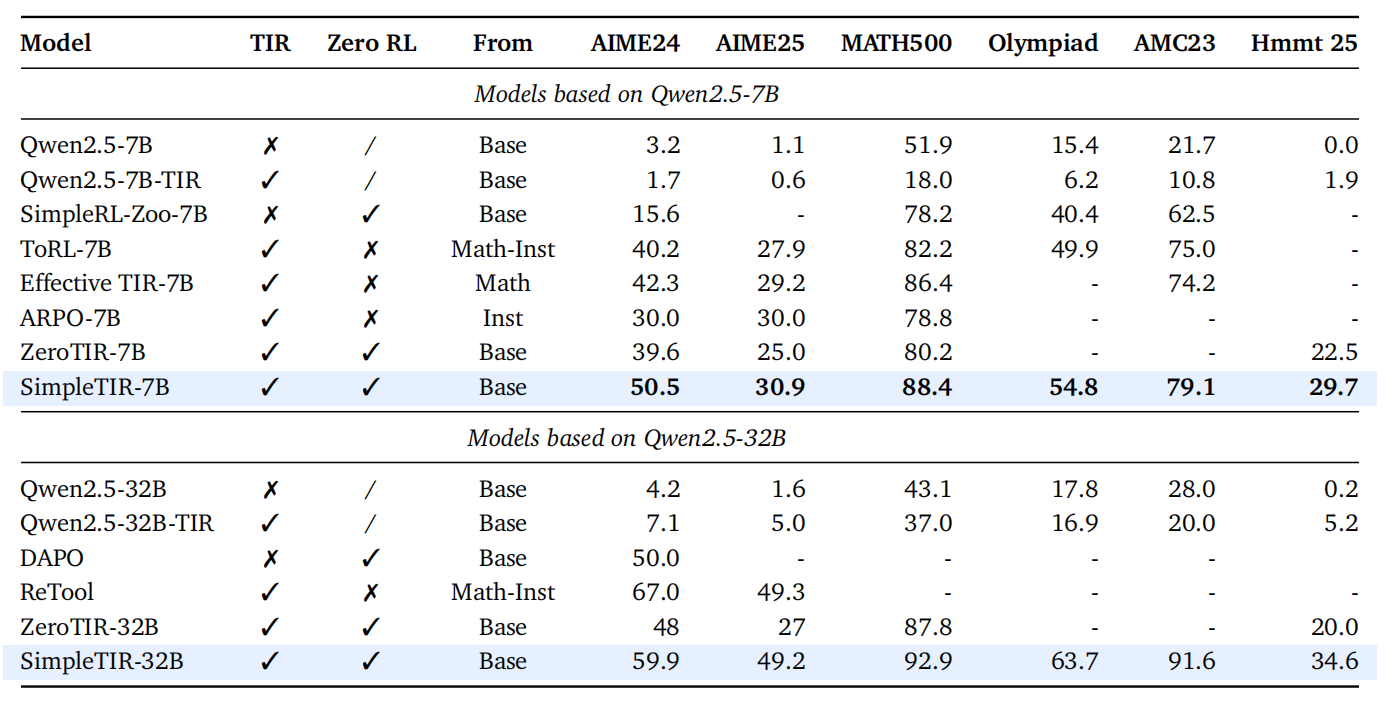 Model TIR Zero RL From AIME24 AIME25 MATH500 Olympiad AMC23 Hmmt 25
Models based on Qwen2.5-7B
Qwen2.5-7B ✗ / Base 3.2 1.1 51.9 15.4 21.7 0.0
Qwen2.5-7B-TIR ✓ / Base 1.7 0.6 18.0 6.2 10.8 1.9
SimpleRL-Zoo-7B ✗ ✓ Base 15.6 - 78.2 40.4 62.5 -
ToRL-7B ✓ ✗ Math-Inst 40.2 27.9 82.2 49.9 75.0 -
Effective TIR-7B ✓ ✗ Math 42.3 29.2 86.4 - 74.2 -
ARPO-7B ✓ ✗ Inst 30.0 30.0 78.8 - - -
ZeroTIR-7B ✓ ✓ Base 39.6 25.0 80.2 - - 22.5
SimpleTIR-7B ✓ ✓ Base 50.5 30.9 88.4 54.8 79.1 29.7
Models based on Qwen2.5-32B
Qwen2.5-32B ✗ / Base 4.2 1.6 43.1 17.8 28.0 0.2
Qwen2.5-32B-TIR ✓ / Base 7.1 5.0 37.0 16.9 20.0 5.2
DAPO ✗ ✓ Base 50.0 - - - - -
ReTool ✓ ✗ Math-Inst 67.0 49.3 - - - -
ZeroTIR-32B ✓ ✓ Base 48 27 87.8 - - 20.0
SimpleTIR-32B ✓ ✓ Base 59.9 49.2 92.9 63.7 91.6 34.6